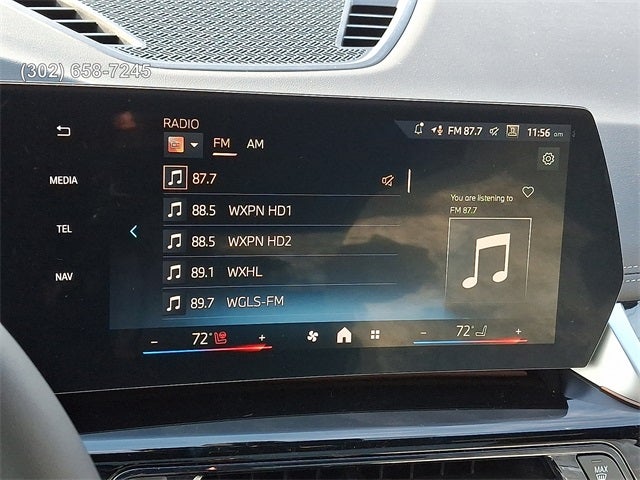 (302) 658-7245
RADIO
FM AM
FM 87.7 11:56 am
MEDIA
TEL
NAV
87.7
88.5 WXPN HD1
88.5 WXPN HD2
89.1 WXHL
89.7 WGLS-FM
You are listening to
FM 87.7
- 72° + - 72° +
MAX